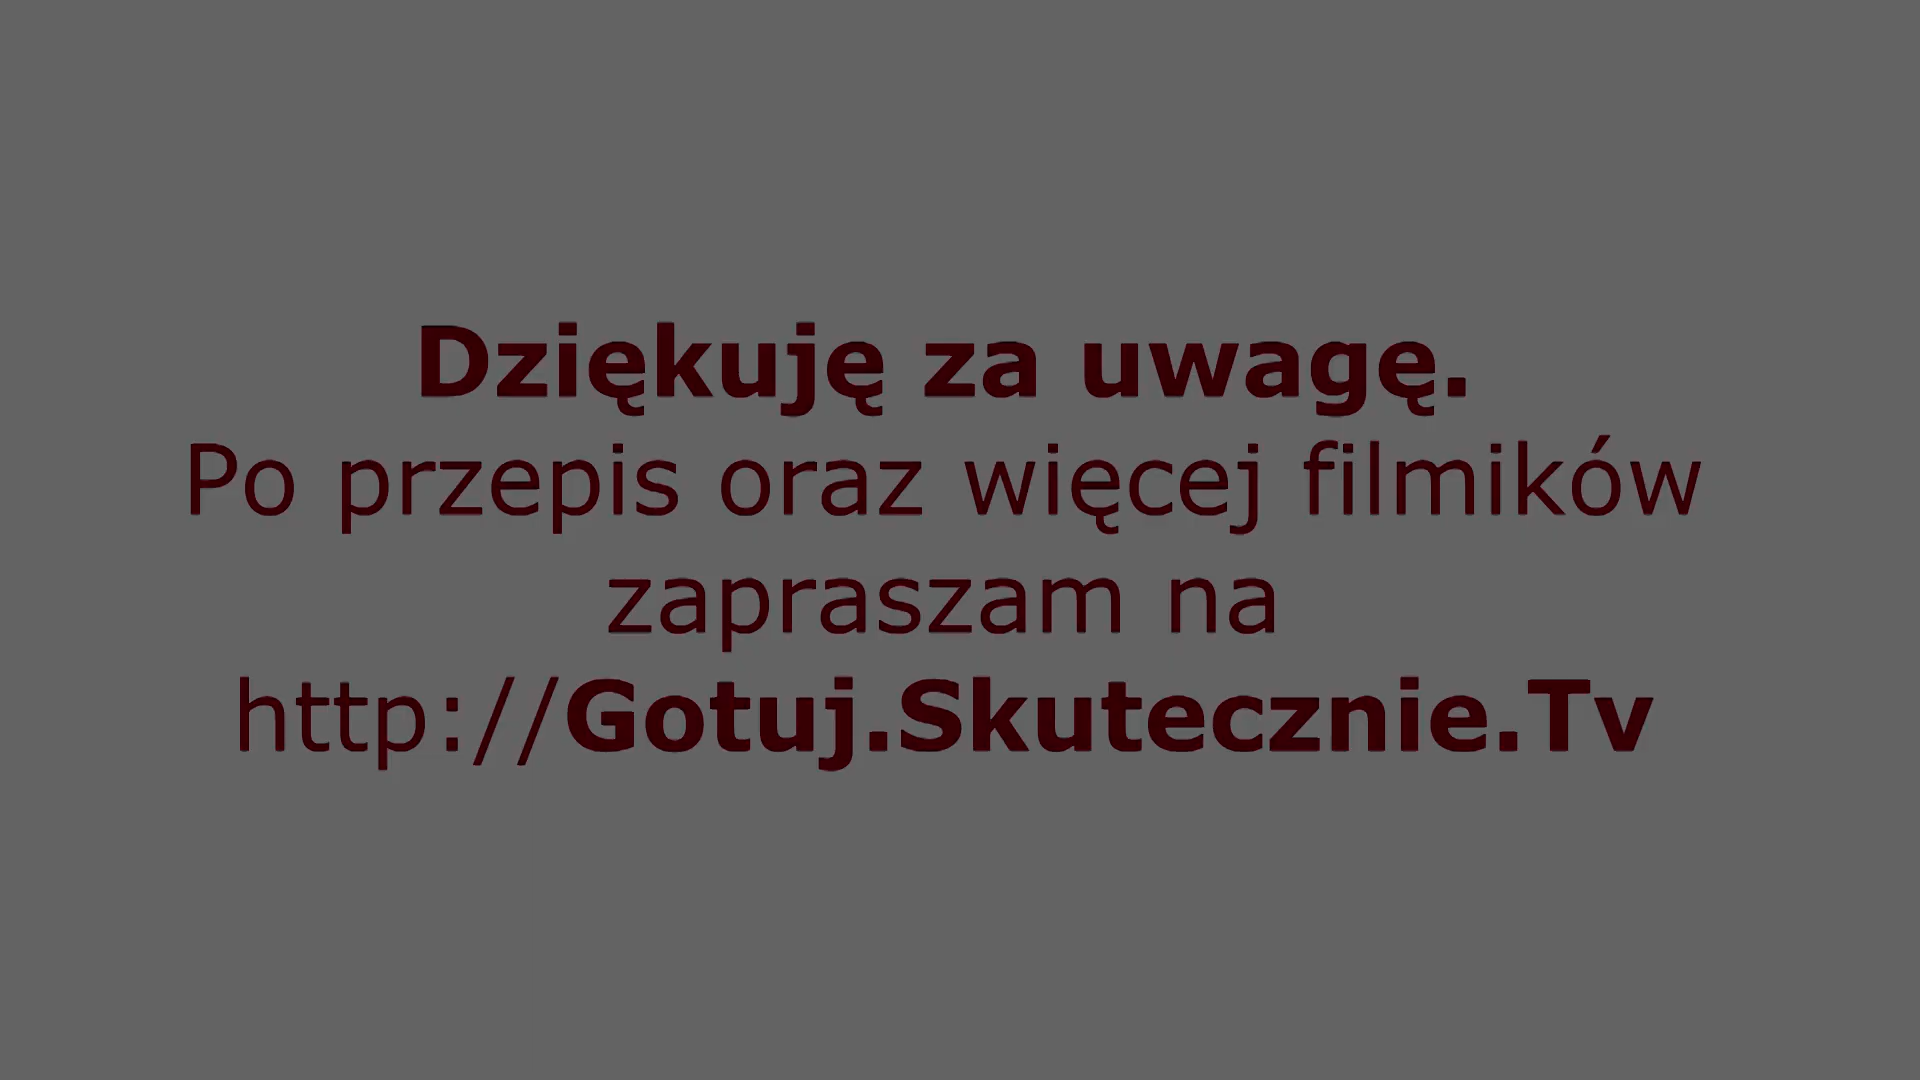 Dziękuję za uwagę.
Po przepis oraz więcej filmików
zapraszam na
http://Gotuj.Skutecznie.Tv